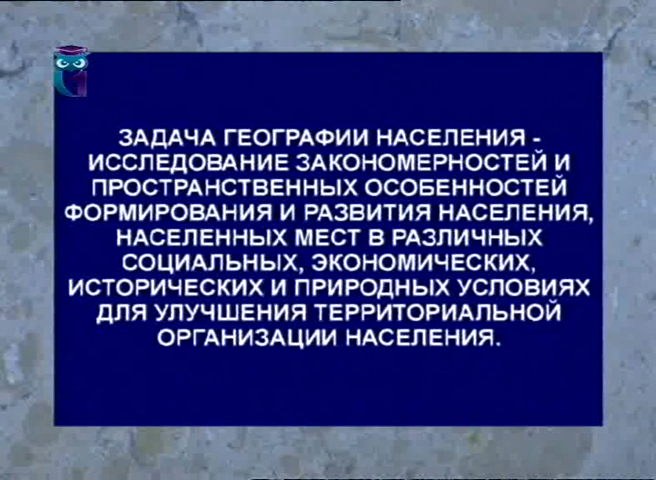 ЗАДАЧА ГЕОГРАФИИ НАСЕЛЕНИЯ -
ИССЛЕДОВАНИЕ ЗАКОНОМЕРНОСТЕЙ И
ПРОСТРАНСТВЕННЫХ ОСОБЕННОСТЕЙ
ФОРМИРОВАНИЯ И РАЗВИТИЯ НАСЕЛЕНИЯ,
НАСЕЛЕННЫХ МЕСТ В РАЗЛИЧНЫХ
СОЦИАЛЬНЫХ, ЭКОНОМИЧЕСКИХ,
ИСТОРИЧЕСКИХ И ПРИРОДНЫХ УСЛОВИЯХ
ДЛЯ УЛУЧШЕНИЯ ТЕРРИТОРИАЛЬНОЙ
ОРГАНИЗАЦИИ НАСЕЛЕНИЯ.